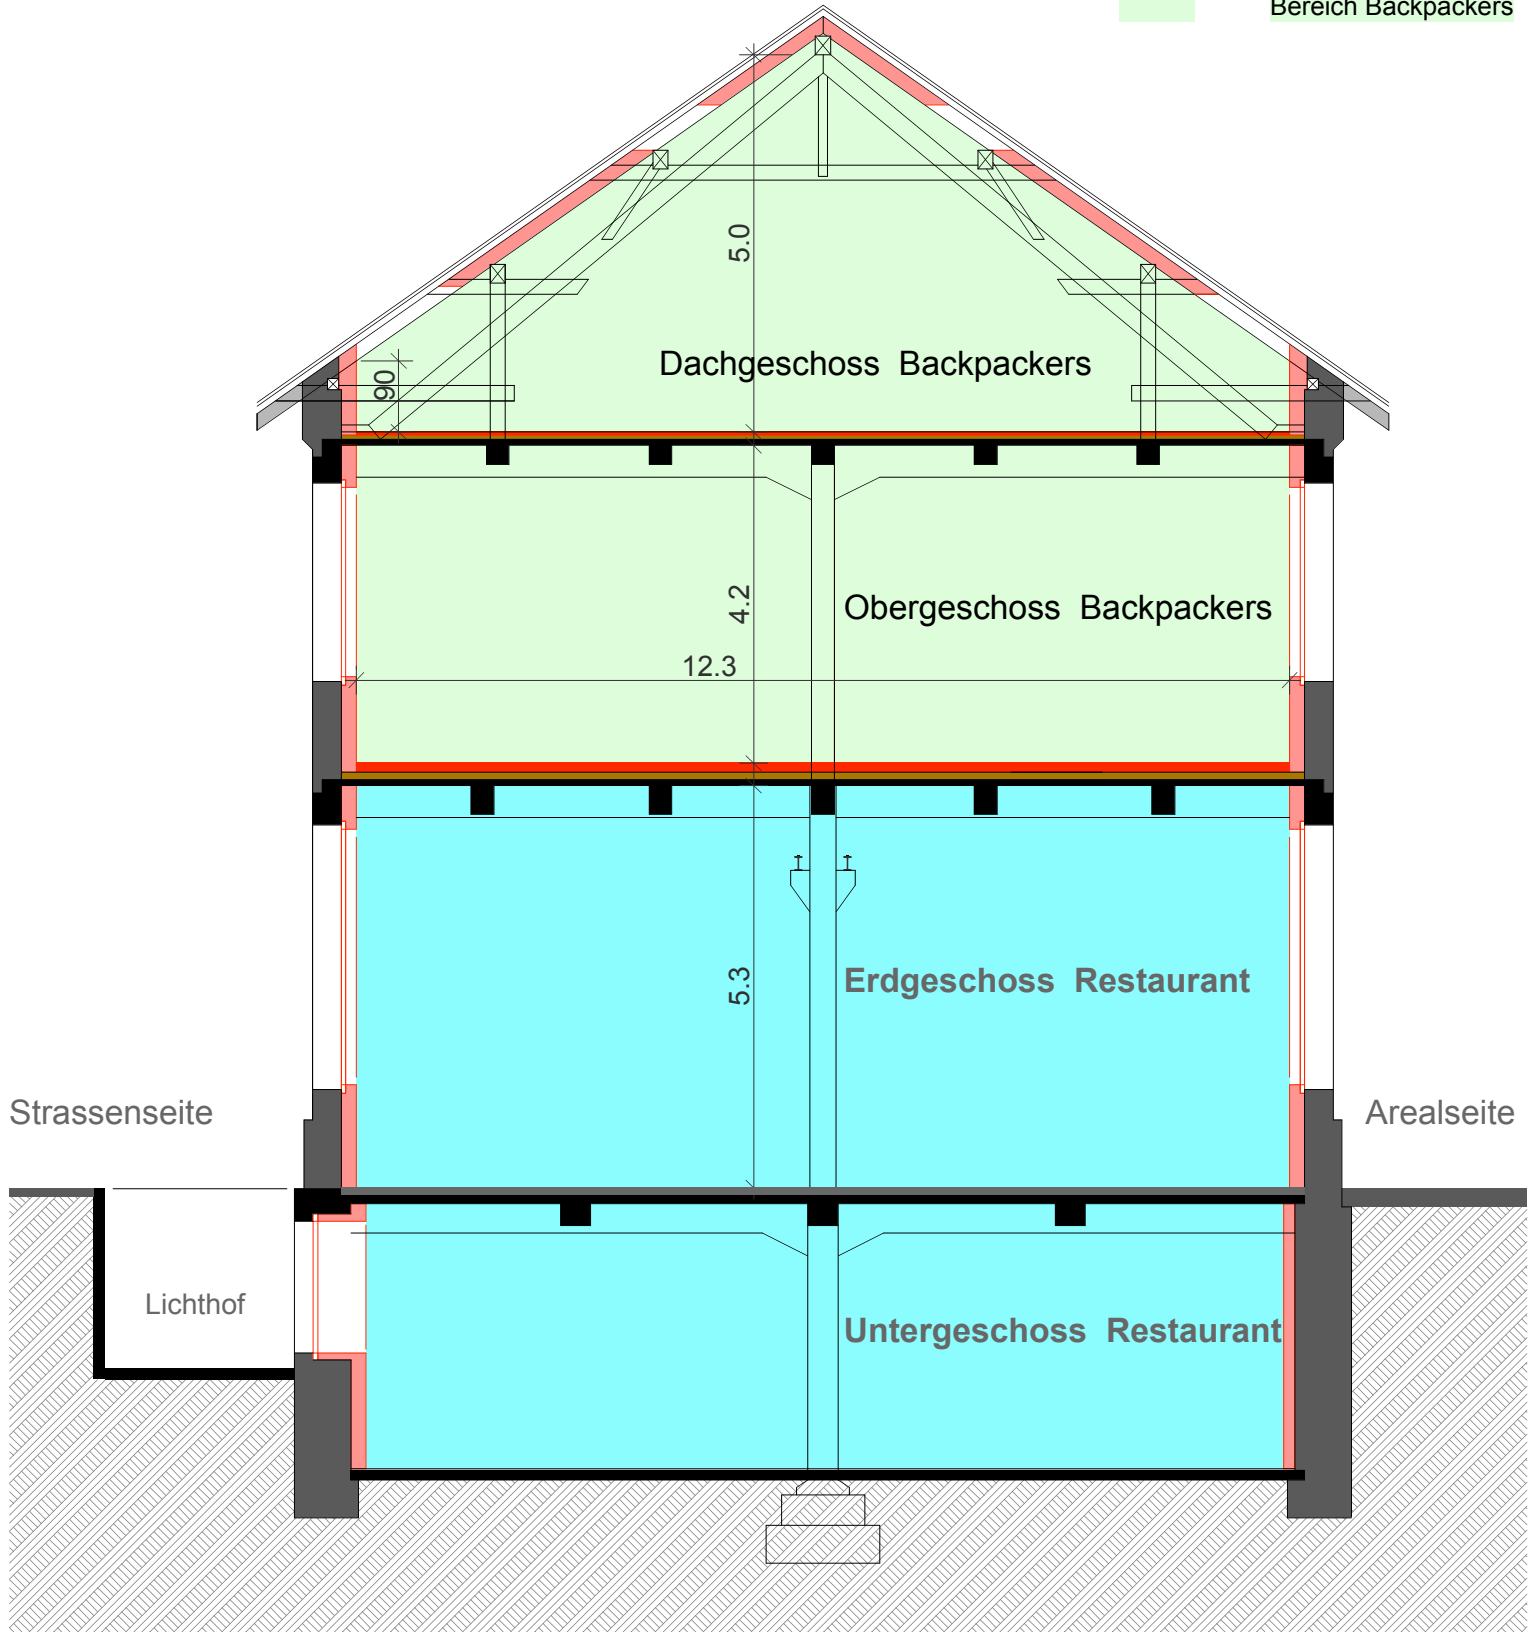 Bereich Backpackers
5.0
Dachgeschoss Backpackers
90
4.2
Obergeschoss Backpackers
12.3
5.3
Erdgeschoss Restaurant
Strassenseite
Arealseite
Lichthof
Untergeschoss Restaurant